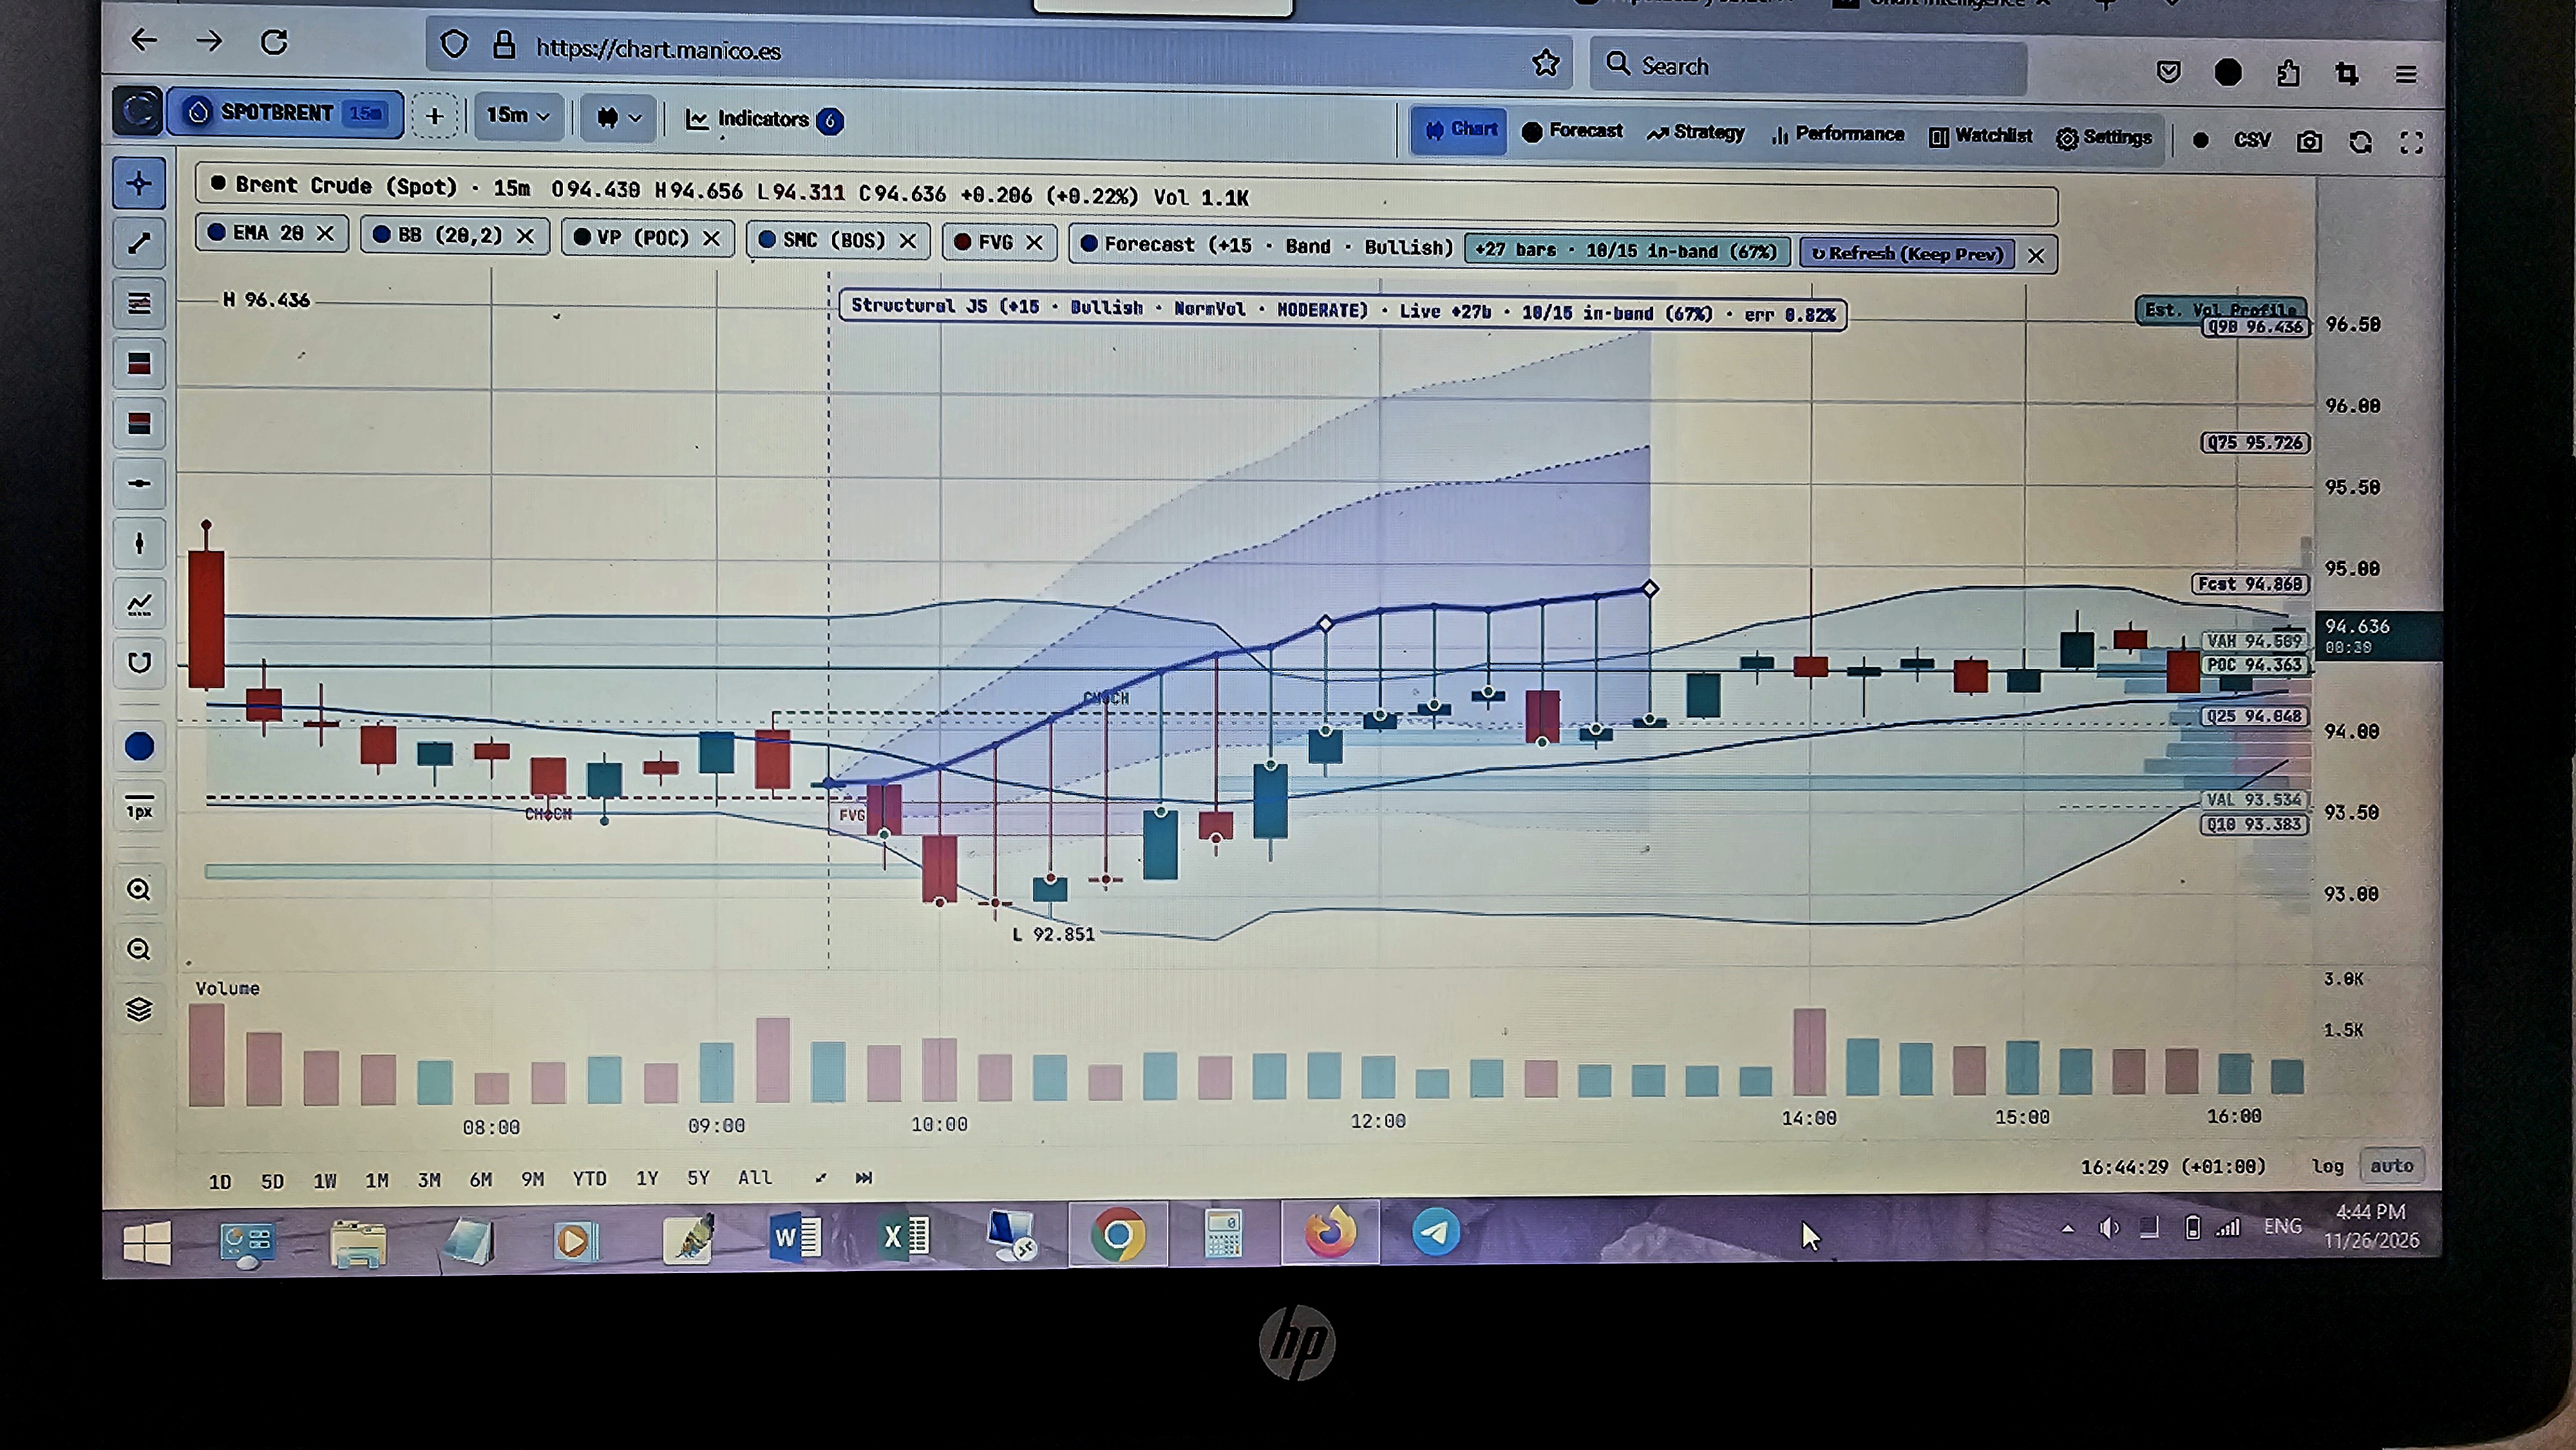 https://chart.manico.es
Search
SPOTBRENT 15m
+
15m
Indicators 6
Chart
Forecast
Strategy
Performance
Watchlist
Settings
CSV
Brent Crude (Spot) · 15m O94.430 H94.656 L94.311 C94.636 +0.206 (+0.22%) Vol 1.1K
EMA 20 ×
BB (20,2) ×
VP (POC) ×
SMC (BOS) ×
FVG ×
Forecast (+15 · Band · Bullish) +27 bars · 10/15 in-band (67%) ↻ Refresh (Keep Prev) ×
H 96.436
Structural JS (+15 · Bullish · NormVol · MODERATE) · Live +27b · 10/15 in-band (67%) · err 0.82%
Est. Vol Profile
Q90 96.436
96.50
96.00
Q75 95.726
95.50
95.00
Fcst 94.860
94.636
00:30
VAH 94.509
POC 94.363
Q25 94.048
94.00
VAL 93.534
93.50
Q10 93.383
93.00
CHOCH
CHOCH
FVG
L 92.851
1px
Volume
3.0K
1.5K
08:00
09:00
10:00
12:00
14:00
15:00
16:00
1D 5D 1W 1M 3M 6M 9M YTD 1Y 5Y All
16:44:29 (+01:00)
log
auto
ENG
4:44 PM
11/26/2026
hp